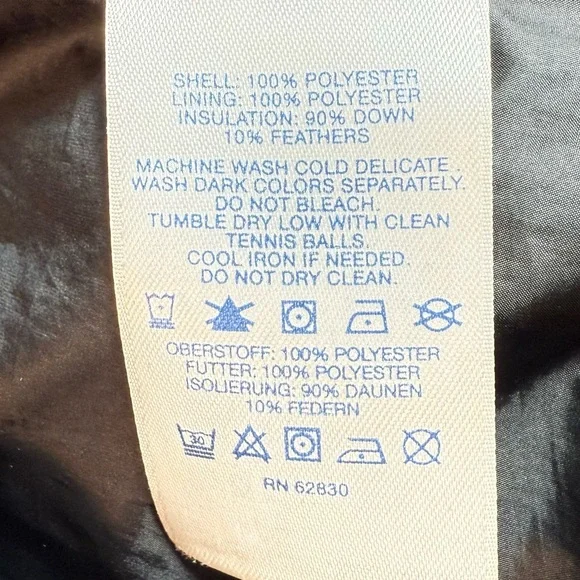 SHELL: 100% POLYESTER
LINING: 100% POLYESTER
INSULATION: 90% DOWN
10% FEATHERS
MACHINE WASH COLD DELICATE.
WASH DARK COLORS SEPARATELY.
DO NOT BLEACH.
TUMBLE DRY LOW WITH CLEAN
TENNIS BALLS.
COOL IRON IF NEEDED.
DO NOT DRY CLEAN.
OBERSTOFF: 100% POLYESTER
FUTTER: 100% POLYESTER
ISOLIERUNG: 90% DAUNEN
10% FEDERN
30
RN 62830